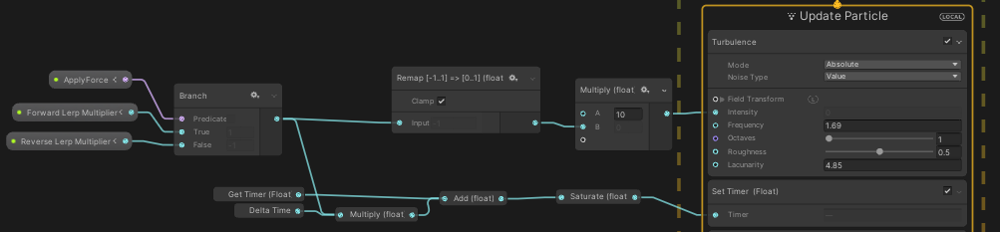 Update Particle
LOCAL
Turbulence
Mode Absolute
Noise Type Value
Field Transform L
Intensity
Frequency 1.69
Octaves 1
Roughness 0.5
Lacunarity 4.85
Set Timer (Float)
Timer
ApplyForce <
Forward Lerp Multiplier <
Reverse Lerp Multiplier <
Branch
Predicate
True 1
False -1
Remap [-1..1] => [0..1] (float
Clamp
Input -1
Multiply (float
A 10
B
Get Timer (Float
Delta Time
Multiply (float
Add (float)
Saturate (float